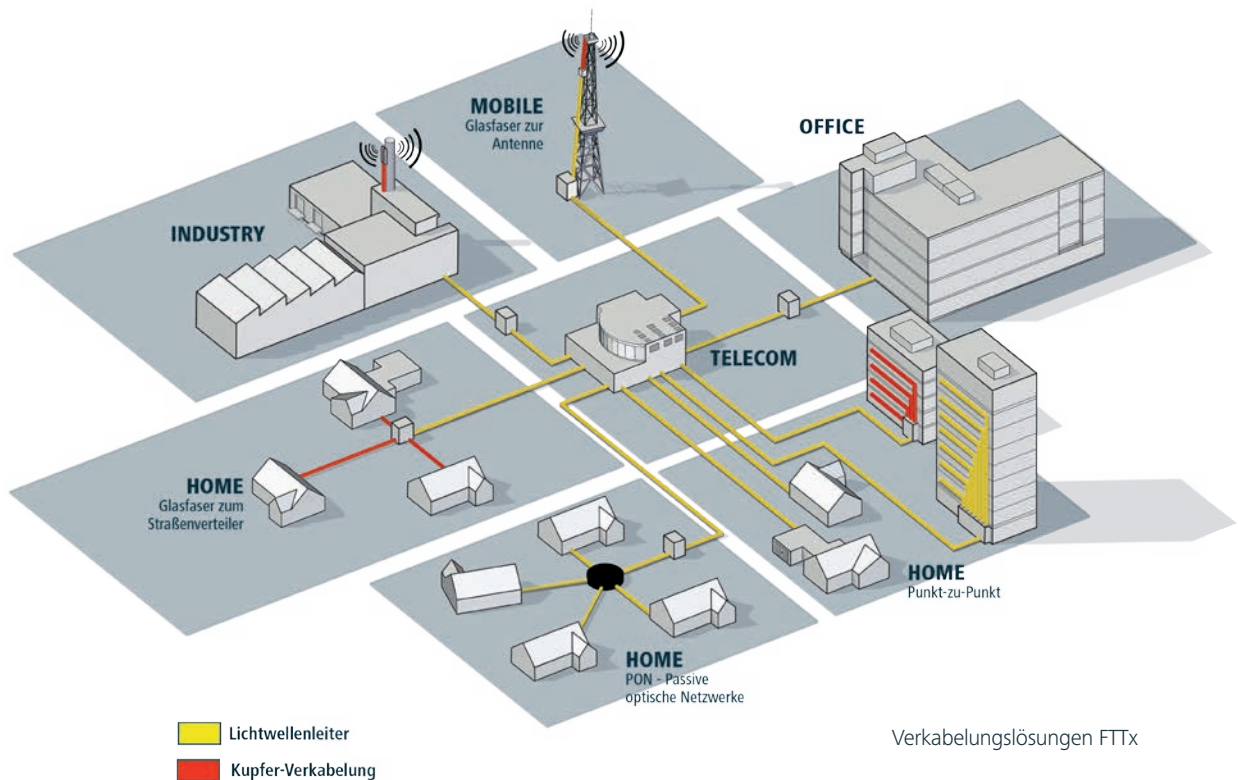 MOBILE
Glasfaser zur
Antenne
OFFICE
INDUSTRY
TELECOM
HOME
Glasfaser zum
Straßenverteiler
HOME
Punkt-zu-Punkt
HOME
PON - Passive
optische Netzwerke
Lichtwellenleiter
Kupfer-Verkabelung
Verkabelungslösungen FTTx